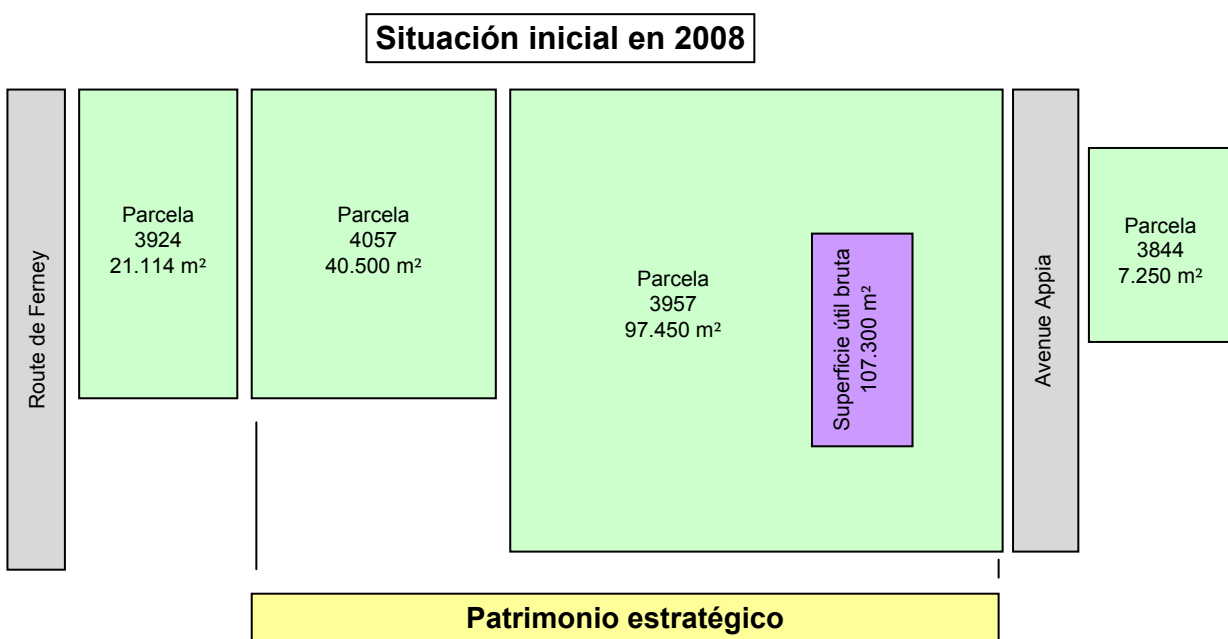 Situación inicial en 2008
Route de Ferney
Parcela
3924
21.114 m²
Parcela
4057
40.500 m²
Parcela
3957
97.450 m²
Superficie útil bruta
107.300 m²
Avenue Appia
Parcela
3844
7.250 m²
Patrimonio estratégico